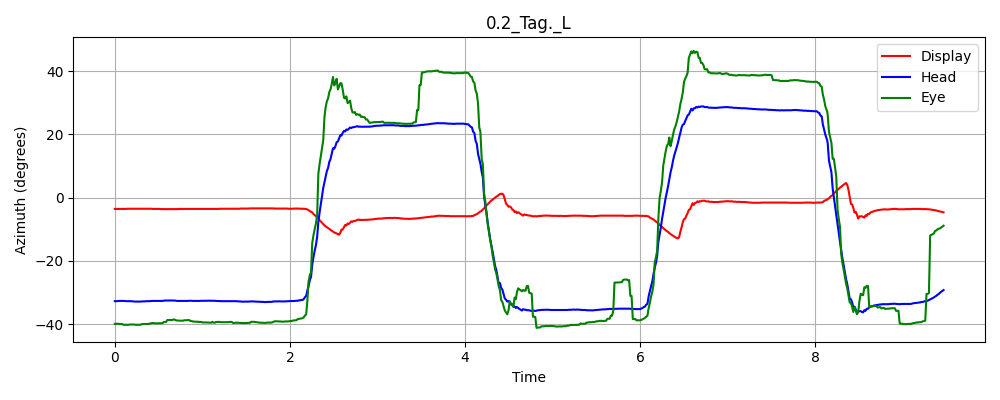 0.2_Tag._L
Azimuth (degrees)
40
20
0
−20
−40
Display
Head
Eye
0 2 4 6 8
Time